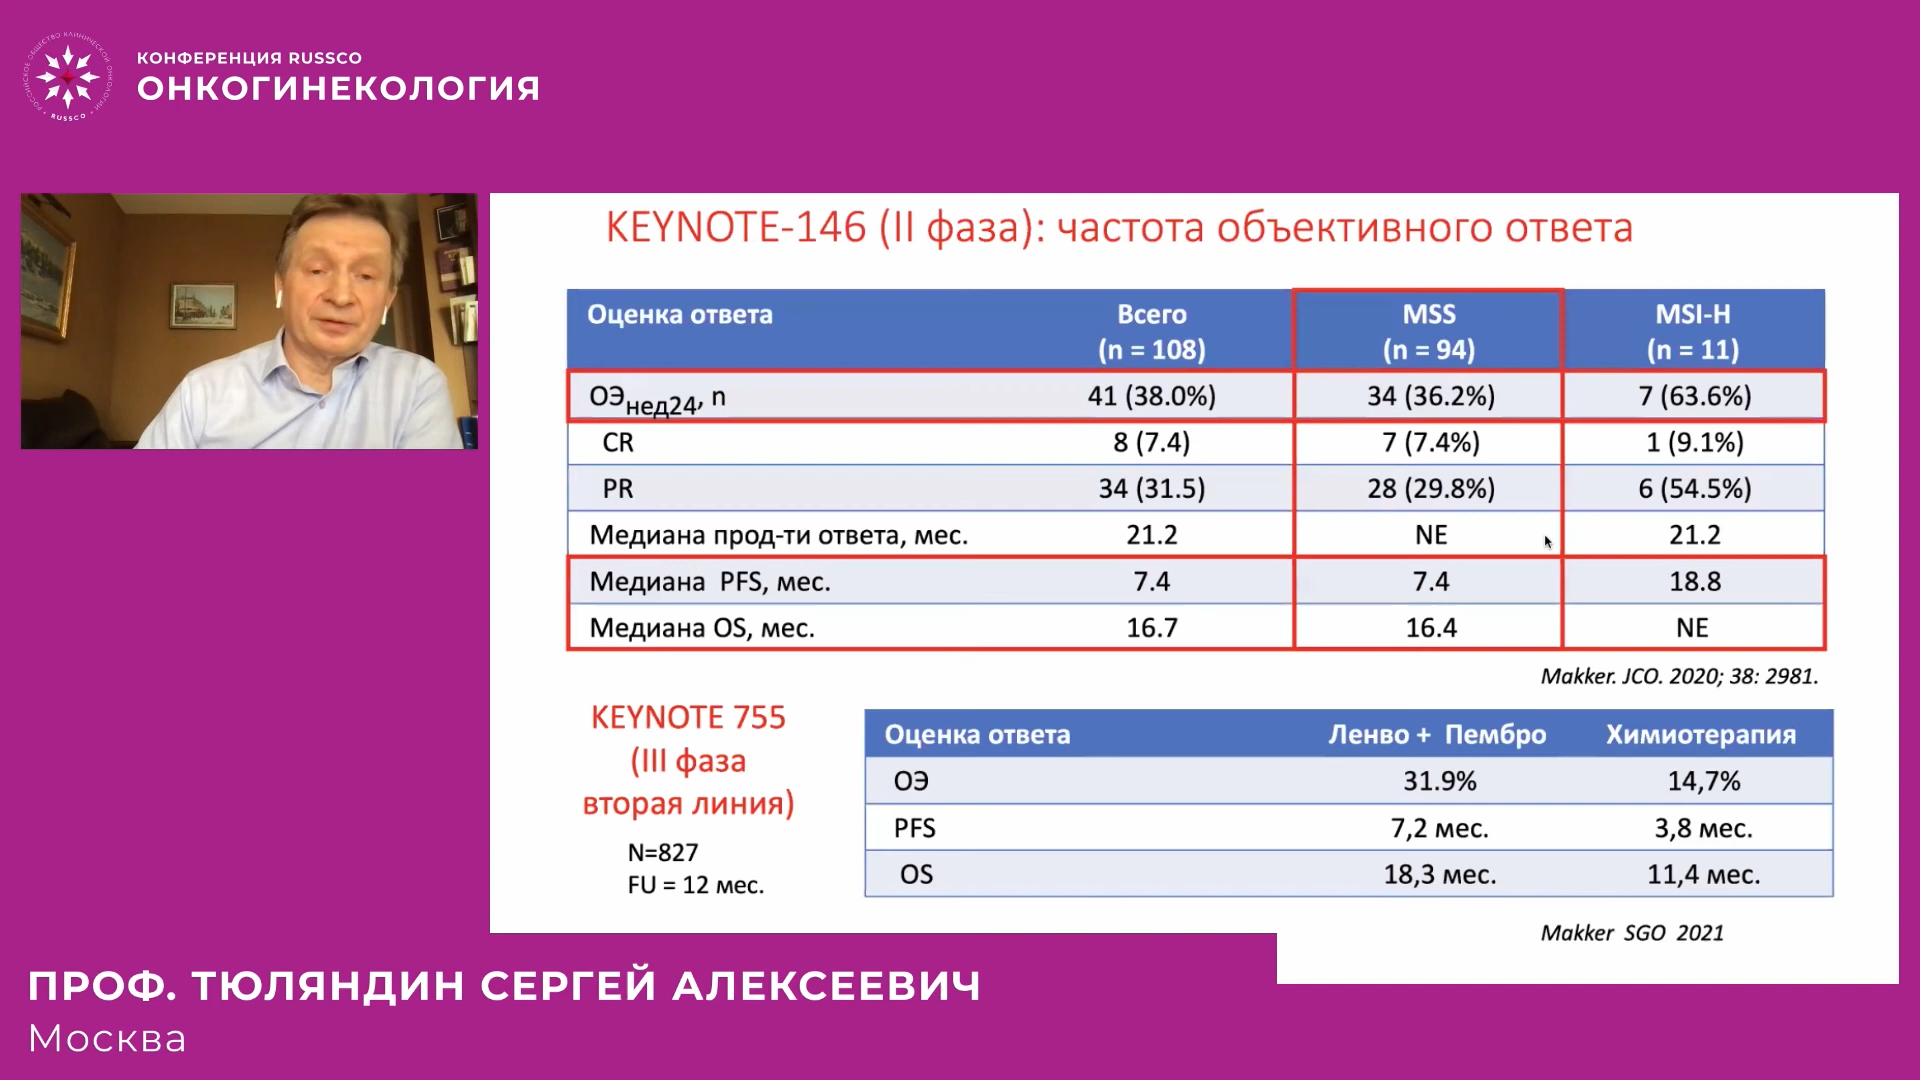 РОССИЙСКОЕ ОБЩЕСТВО КЛИНИЧЕСКОЙ ОНКОЛОГИИ
RUSSCO
КОНФЕРЕНЦИЯ RUSSCO
ОНКОГИНЕКОЛОГИЯ
KEYNOTE-146 (II фаза): частота объективного ответа
Оценка ответа Всего (n = 108) MSS (n = 94) MSI-H (n = 11)
ОЭнед24, n 41 (38.0%) 34 (36.2%) 7 (63.6%)
CR 8 (7.4) 7 (7.4%) 1 (9.1%)
PR 34 (31.5) 28 (29.8%) 6 (54.5%)
Медиана прод-ти ответа, мес. 21.2 NE 21.2
Медиана PFS, мес. 7.4 7.4 18.8
Медиана OS, мес. 16.7 16.4 NE
Makker. JCO. 2020; 38: 2981.
KEYNOTE 755
(III фаза
вторая линия)
N=827
FU = 12 мес.
Оценка ответа Ленво + Пембро Химиотерапия
ОЭ 31.9% 14,7%
PFS 7,2 мес. 3,8 мес.
OS 18,3 мес. 11,4 мес.
Makker SGO 2021
ПРОФ. ТЮЛЯНДИН СЕРГЕЙ АЛЕКСЕЕВИЧ
Москва